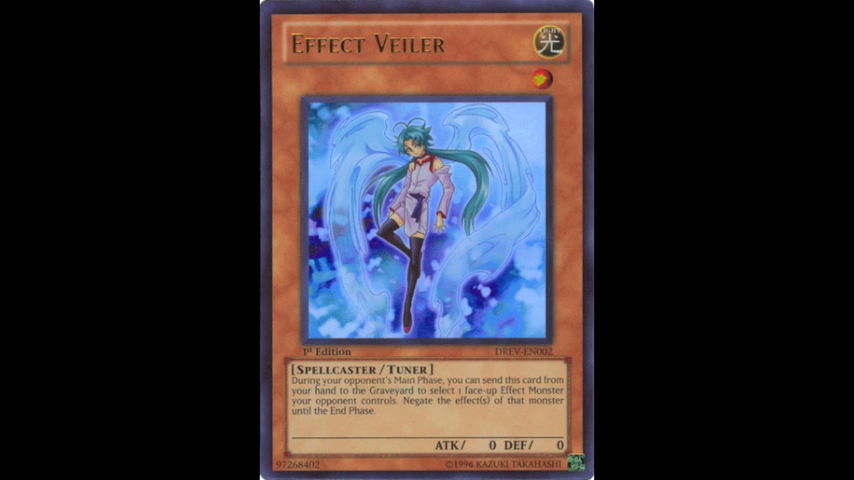 EFFECT VEILER
LIGHT
光
1st Edition
DREV-EN002
[SPELLCASTER / TUNER]
During your opponent's Main Phase, you can send this card from
your hand to the Graveyard to select 1 face-up Effect Monster
your opponent controls. Negate the effect(s) of that monster
until the End Phase.
ATK/ 0 DEF/ 0
97268402
©1996 KAZUKI TAKAHASHI